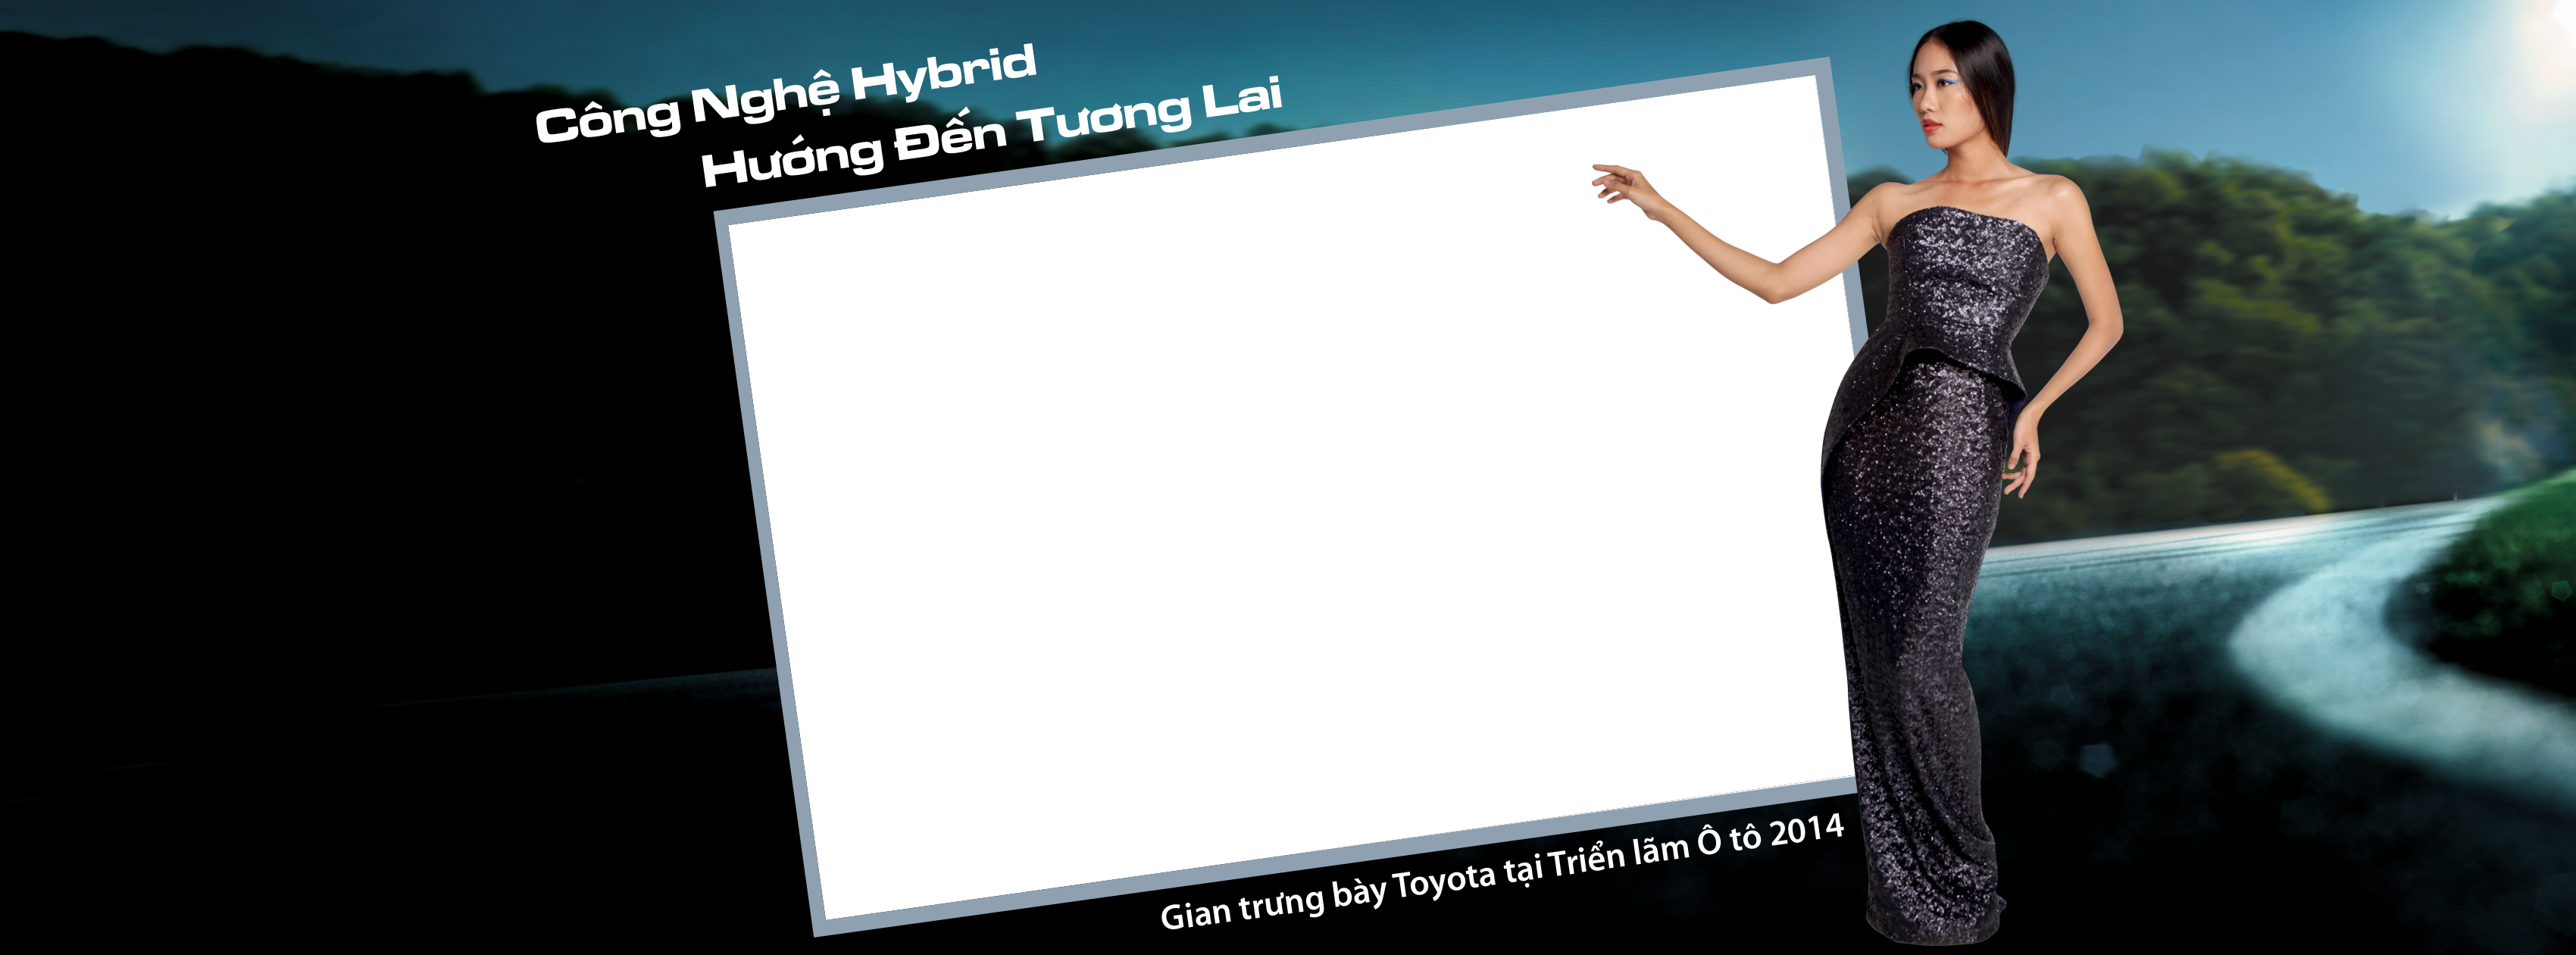 Công Nghệ Hybrid
Hướng Đến Tương Lai
Gian trưng bày Toyota tại Triển lãm Ô tô 2014